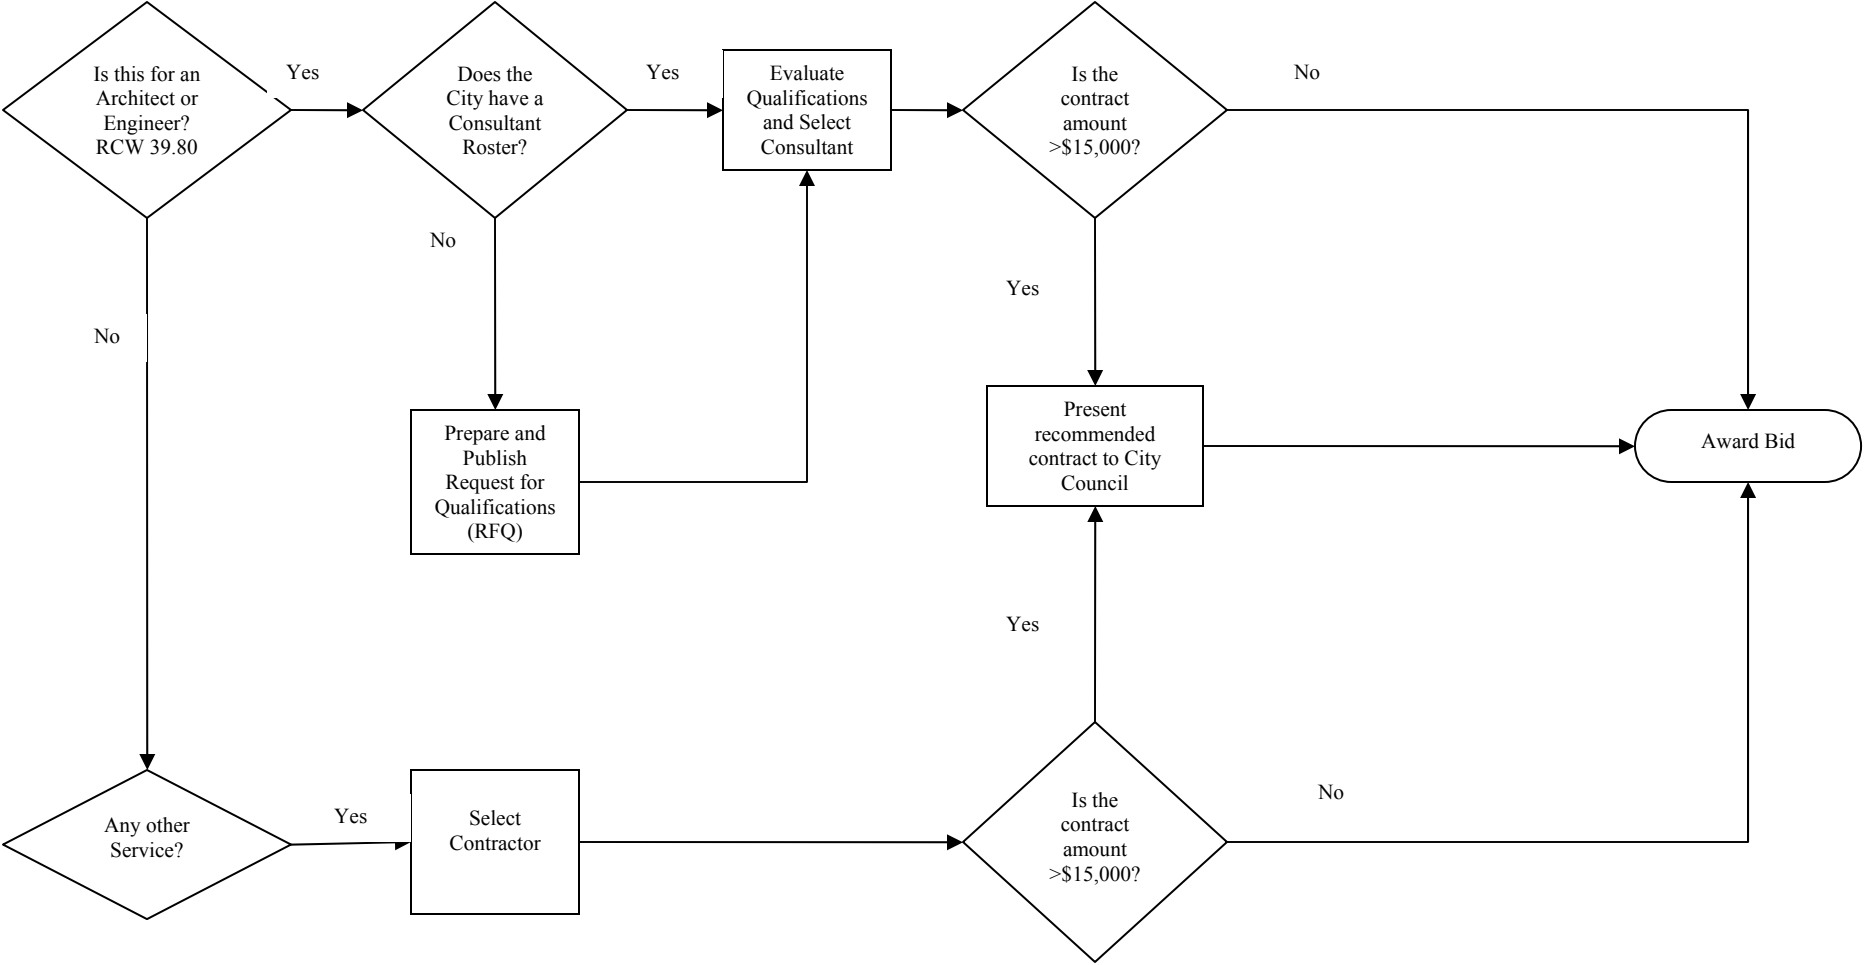 Is this for an
Architect or
Engineer?
RCW 39.80
Yes
Does the
City have a
Consultant
Roster?
Yes
Evaluate
Qualifications
and Select
Consultant
Is the
contract
amount
>$15,000?
No
No
No
Yes
Prepare and
Publish
Request for
Qualifications
(RFQ)
Present
recommended
contract to City
Council
Award Bid
Yes
Any other
Service?
Yes
Select
Contractor
Is the
contract
amount
>$15,000?
No